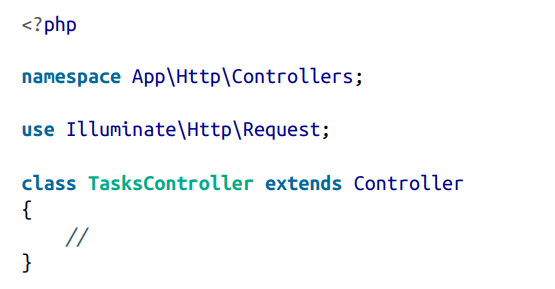 <?php
namespace App\Http\Controllers;
use Illuminate\Http\Request;
class TasksController extends Controller
{
//
}